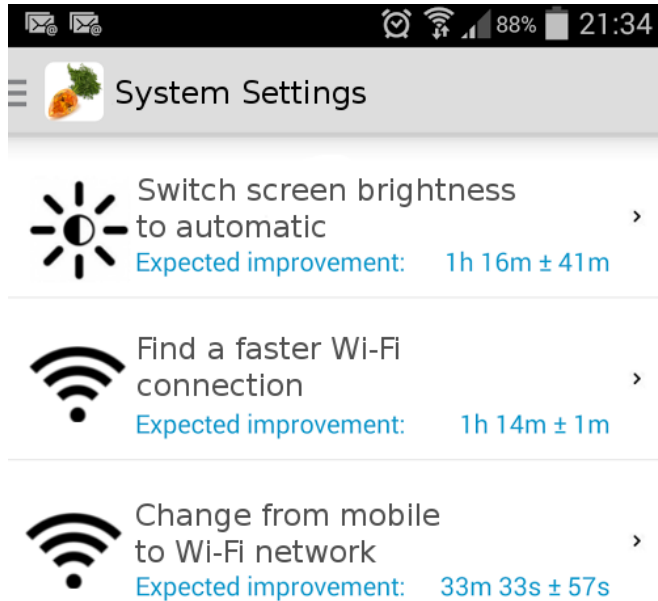 88% 21:34
System Settings
Switch screen brightness
to automatic
Expected improvement: 1h 16m ± 41m
Find a faster Wi-Fi
connection
Expected improvement: 1h 14m ± 1m
Change from mobile
to Wi-Fi network
Expected improvement: 33m 33s ± 57s